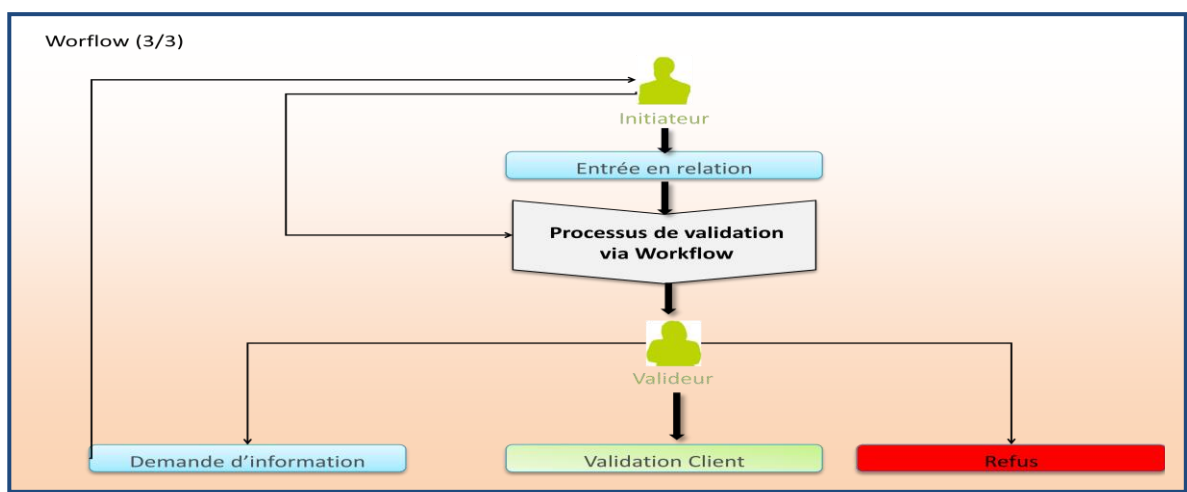 Worflow (3/3)
Initiateur
Entrée en relation
Processus de validation
via Workflow
Valideur
Demande d’information
Validation Client
Refus